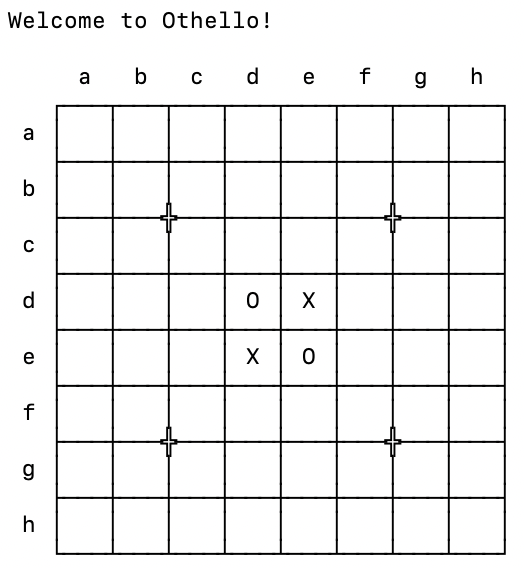 Welcome to Othello!
a b c d e f g h
a
b
c
d O X
e X O
f
g
h